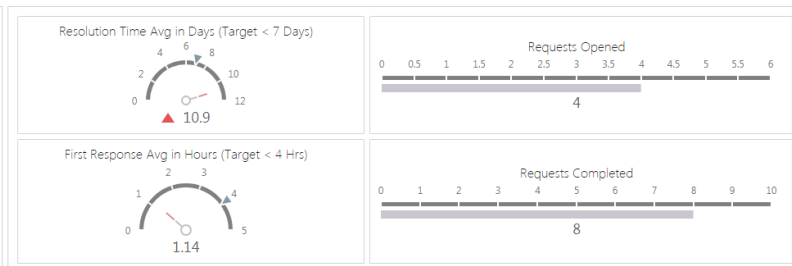 Resolution Time Avg in Days (Target < 7 Days)
0 2 4 6 8 10 12
10.9
Requests Opened
0 0.5 1 1.5 2 2.5 3 3.5 4 4.5 5 5.5 6
4
First Response Avg in Hours (Target < 4 Hrs)
0 1 2 3 4 5
1.14
Requests Completed
0 1 2 3 4 5 6 7 8 9 10
8